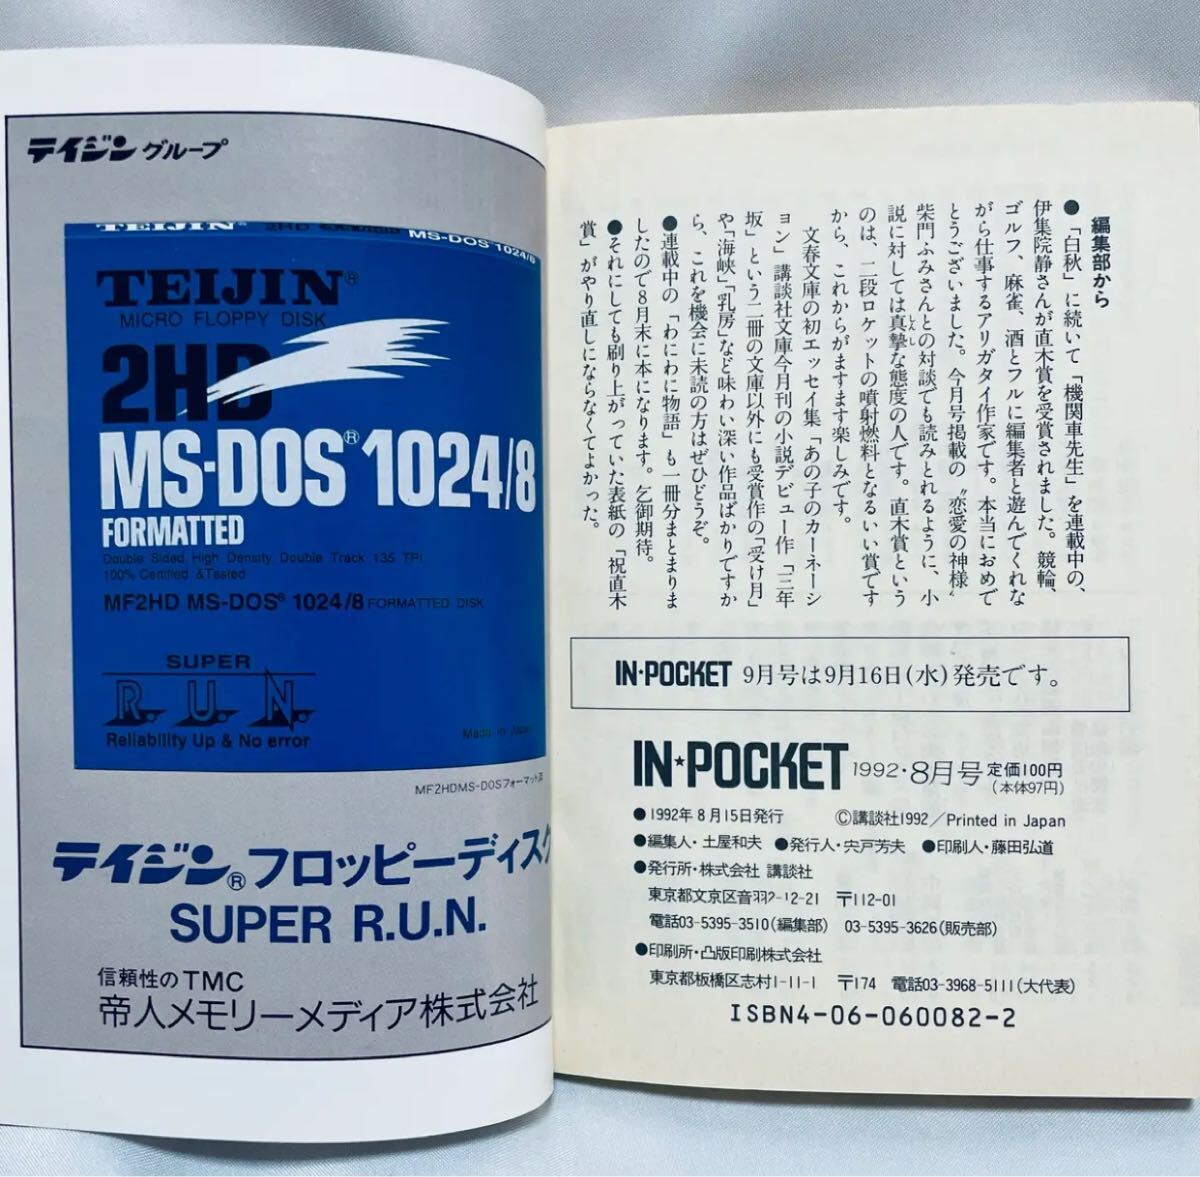 テイジン グループ
TEIJIN® 2HD MS-DOS 1024/8
TEIJIN®
MICRO FLOPPY DISK
2HD
MS-DOS® 1024/8
FORMATTED
Double Sided High Density Double Track 135 TPI
100% Certified & Tested
MF2HD MS-DOS® 1024/8 FORMATTED DISK
SUPER
R.U.N.
Reliability Up & No error
Made in Japan
MF2HDMS-DOSフォーマット済
テイジン®フロッピーディスク
SUPER R.U.N.
信頼性のTMC
帝人メモリーメディア株式会社
編集部から
●「白秋」に続いて「機関車先生」を連載中の、
伊集院静さんが直木賞を受賞されました。競輪、
ゴルフ、麻雀、酒とフルに編集者と遊んでくれな
がら仕事するアリガタイ作家です。本当におめで
とうございました。今月号掲載の〝恋愛の神様〟
柴門ふみさんとの対談でも読みとれるように、小
説に対しては真摯な態度の人です。直木賞という
しんし
のは、二段ロケットの噴射燃料となるいい賞です
から、これからがますます楽しみです。
文春文庫の初エッセイ集「あの子のカーネーシ
ョン」講談社文庫今月刊の小説デビュー作「三年
坂」という二冊の文庫以外にも受賞作の「受け月」
や「海峡」「乳房」など味わい深い作品ばかりですか
ら、これを機会に未読の方はぜひどうぞ。
●連載中の「わにわに物語」も一冊分まとまりま
したので8月末に本になります。乞御期待。
●それにしても刷り上がっていた表紙の「祝直木
賞」がやり直しにならなくてよかった。
IN★POCKET 9月号は9月16日(水)発売です。
IN★POCKET 1992・8月号 定価100円
(本体97円)
●1992年8月15日発行 ©講談社1992/Printed in Japan
●編集人・土屋和夫 ●発行人・宍戸芳夫 ●印刷人・藤田弘道
●発行所・株式会社 講談社
東京都文京区音羽2-12-21 〒112-01
電話03-5395-3510(編集部) 03-5395-3626(販売部)
●印刷所・凸版印刷株式会社
東京都板橋区志村1-11-1 〒174 電話03-3968-5111(大代表)
ISBN4-06-060082-2